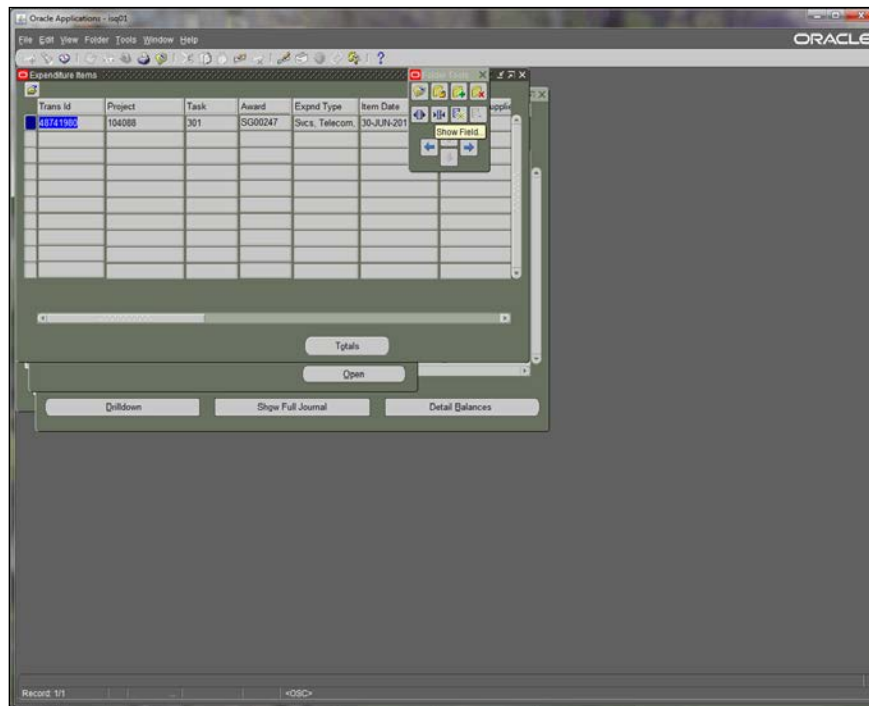 Oracle Applications - isq01
File Edit View Folder Tools Window Help
ORACLE
Expenditure Items
Trans Id Project Task Award Expnd Type Item Date
48741980 104088 301 SG00247 Svcs, Telecom, 30-JUN-201
Show Field...
Totals
Open
Drilldown Show Full Journal Detail Balances
Record: 1/1 ... <OSC>